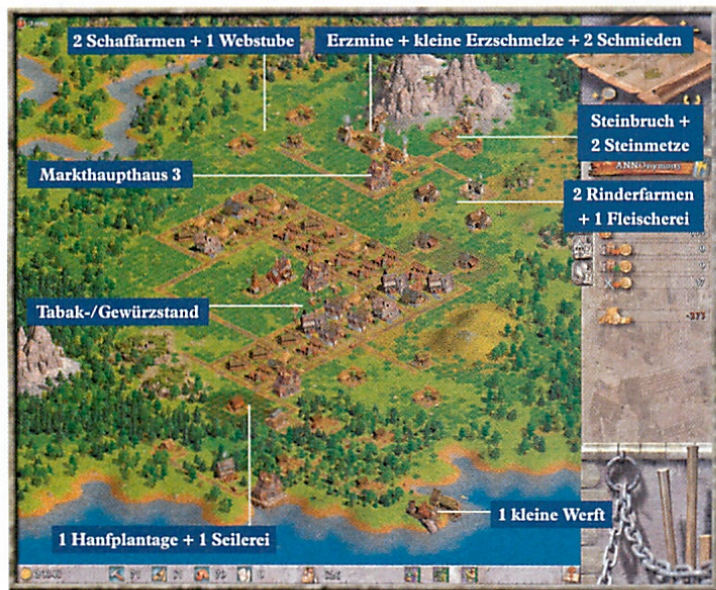 2 Schaffarmen + 1 Webstube
Erzmine + kleine Erzschmelze + 2 Schmieden
Steinbruch +
2 Steinmetze
Markthaupthaus 3
2 Rinderfarmen
+ 1 Fleischerei
Tabak-/Gewürzstand
1 kleine Werft
1 Hanfplantage + 1 Seilerei